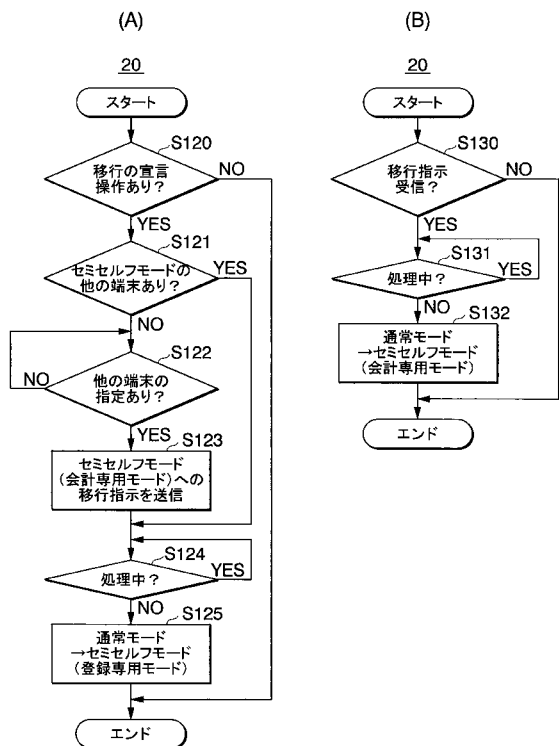 (A)
20
スタート
S120
移行の宣言
操作あり?
NO
YES
S121
セミセルフモードの
他の端末あり?
YES
NO
S122
他の端末の
指定あり?
NO
YES
S123
セミセルフモード
(会計専用モード)への
移行指示を送信
S124
処理中?
YES
NO
S125
通常モード
→セミセルフモード
(登録専用モード)
エンド
(B)
20
スタート
S130
移行指示
受信?
NO
YES
S131
処理中?
YES
NO
S132
通常モード
→セミセルフモード
(会計専用モード)
エンド